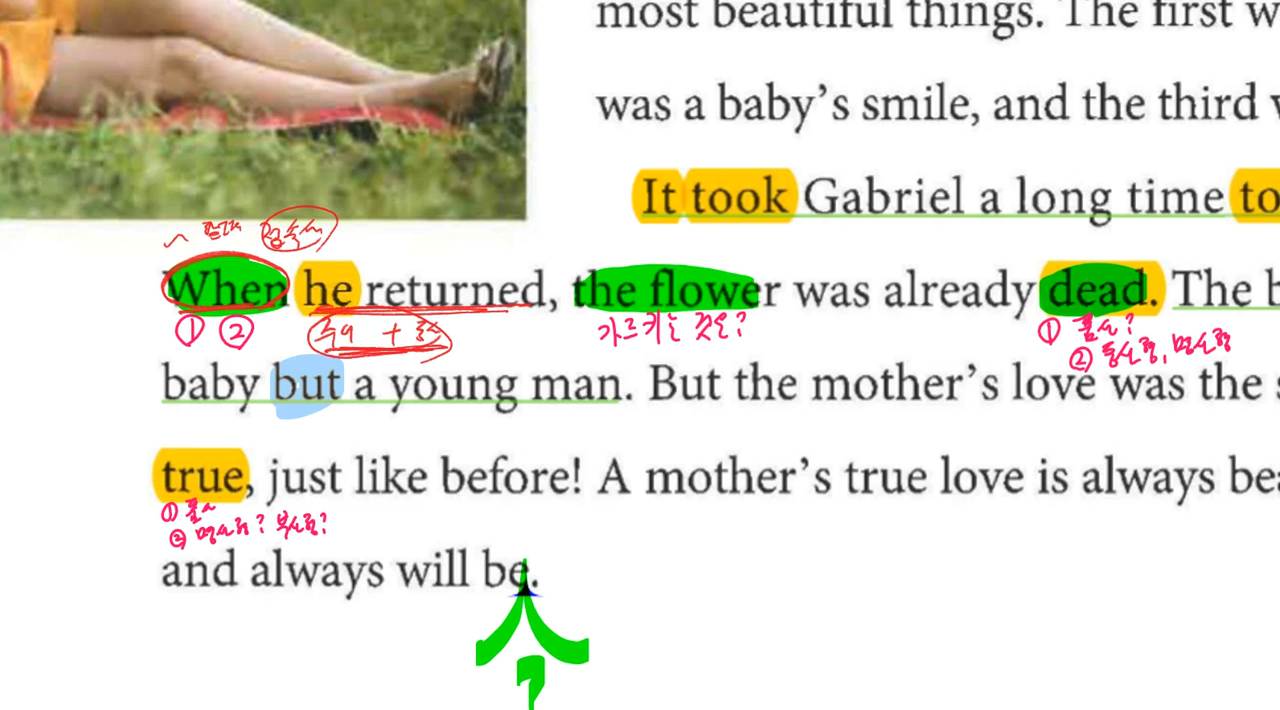 most beautiful things. The first w
was a baby's smile, and the third
It took Gabriel a long time to
접속사
When he returned, the flower was already dead. The b
① ② 주어 + 동사 가르키는 것은? ① 품사?
② 동사형, 명사형
baby but a young man. But the mother's love was the s
true, just like before! A mother's true love is always bea
① 품사
② 명사형? 부사형?
and always will be.
?